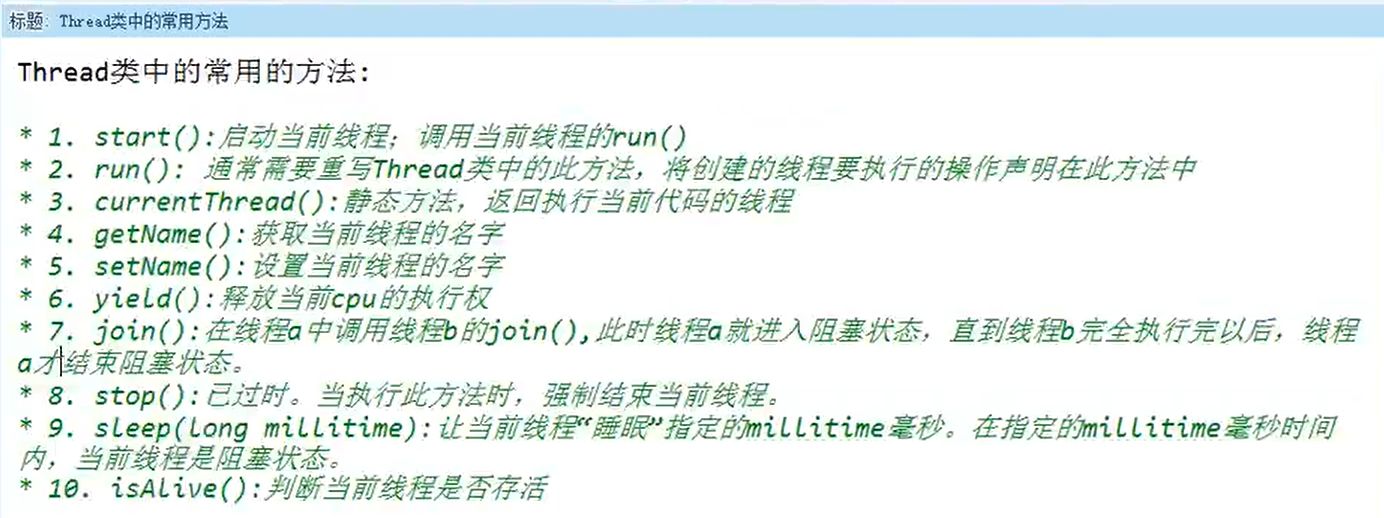 标题: Thread类中的常用方法
Thread类中的常用的方法:
* 1. start():启动当前线程；调用当前线程的run()
* 2. run(): 通常需要重写Thread类中的此方法，将创建的线程要执行的操作声明在此方法中
* 3. currentThread():静态方法，返回执行当前代码的线程
* 4. getName():获取当前线程的名字
* 5. setName():设置当前线程的名字
* 6. yield():释放当前cpu的执行权
* 7. join():在线程a中调用线程b的join(),此时线程a就进入阻塞状态，直到线程b完全执行完以后，线程
a才结束阻塞状态。
* 8. stop():已过时。当执行此方法时，强制结束当前线程。
* 9. sleep(long millitime):让当前线程“睡眠”指定的millitime毫秒。在指定的millitime毫秒时间
内，当前线程是阻塞状态。
* 10. isAlive():判断当前线程是否存活